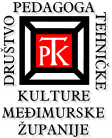 DRUŠTVO
PEDAGOGA
TEHNIČKE
PTK
KULTURE
MEĐIMURSKE
ŽUPANIJE